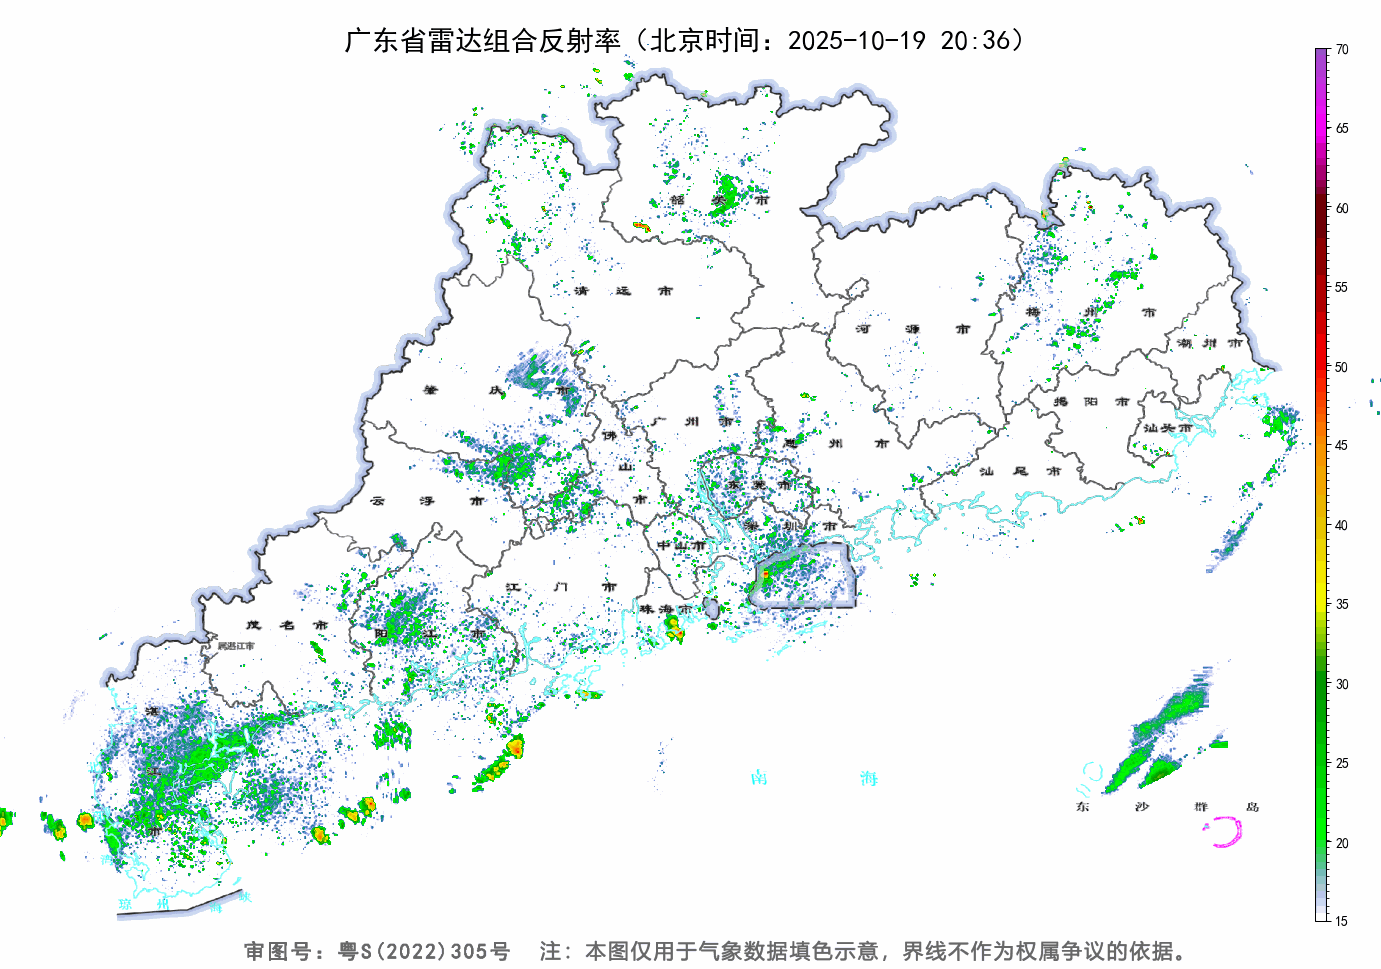 广东省雷达组合反射率（北京时间：2025-10-19 20:36）
70
65
60
55
50
45
40
35
30
25
20
15
韶关市
清远市
河源市
梅州市
潮州市
肇庆市
广州市
揭阳市
汕头市
佛山市
惠州市
汕尾市
云浮市
东莞市
深圳市
中山市
江门市
珠海市
茂名市
阳江市
属湛江市
湛江市
南海
东沙群岛
琼州海峡
审图号：粤S(2022)305号 注：本图仅用于气象数据填色示意，界线不作为权属争议的依据。